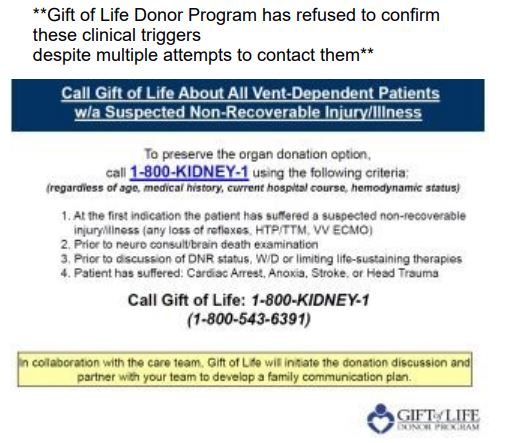 **Gift of Life Donor Program has refused to confirm
these clinical triggers
despite multiple attempts to contact them**
Call Gift of Life About All Vent-Dependent Patients
w/a Suspected Non-Recoverable Injury/Illness
To preserve the organ donation option,
call 1-800-KIDNEY-1 using the following criteria:
(regardless of age, medical history, current hospital course, hemodynamic status)
1. At the first indication the patient has suffered a suspected non-recoverable
injury/illness (any loss of reflexes, HTP/TTM, VV ECMO)
2. Prior to neuro consult/brain death examination
3. Prior to discussion of DNR status, W/D or limiting life-sustaining therapies
4. Patient has suffered: Cardiac Arrest, Anoxia, Stroke, or Head Trauma
Call Gift of Life: 1-800-KIDNEY-1
(1-800-543-6391)
In collaboration with the care team, Gift of Life will initiate the donation discussion and
partner with your team to develop a family communication plan.
GIFT of LIFE
DONOR PROGRAM